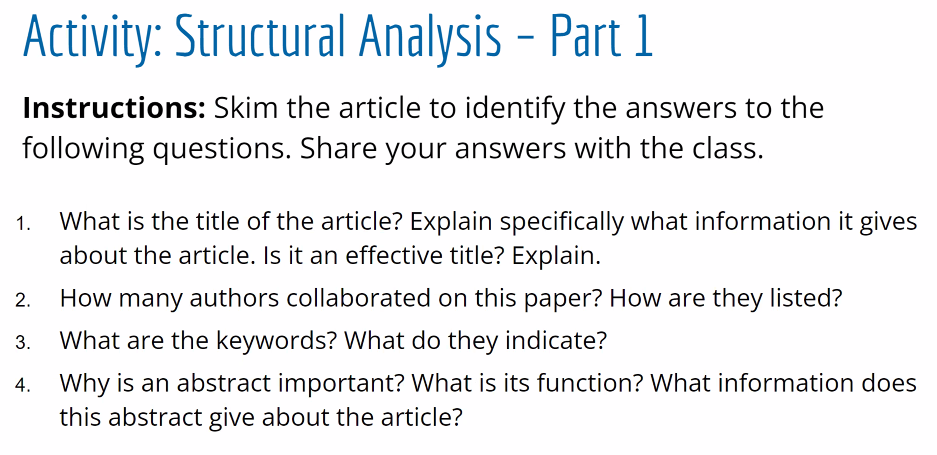 Activity: Structural Analysis – Part 1
Instructions: Skim the article to identify the answers to the
following questions. Share your answers with the class.
1. What is the title of the article? Explain specifically what information it gives
about the article. Is it an effective title? Explain.
2. How many authors collaborated on this paper? How are they listed?
3. What are the keywords? What do they indicate?
4. Why is an abstract important? What is its function? What information does
this abstract give about the article?